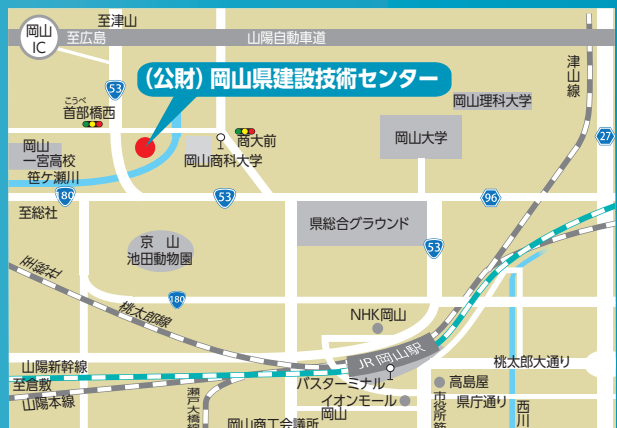 岡山
IC
至津山
至広島
山陽自動車道
津山線
53
(公財) 岡山県建設技術センター
こうべ
首部橋西
岡山理科大学
商大前
岡山大学
27
岡山
一宮高校
岡山商科大学
笹ケ瀬川
180
53
96
至総社
県総合グラウンド
53
京山
池田動物園
至総社
180
桃太郎線
NHK岡山
JR岡山駅
桃太郎大通り
山陽新幹線
至倉敷
山陽本線
瀬戸大橋線
バスターミナル
高島屋
イオンモール
岡山
市役所筋
県庁通り
西川
岡山商工会議所